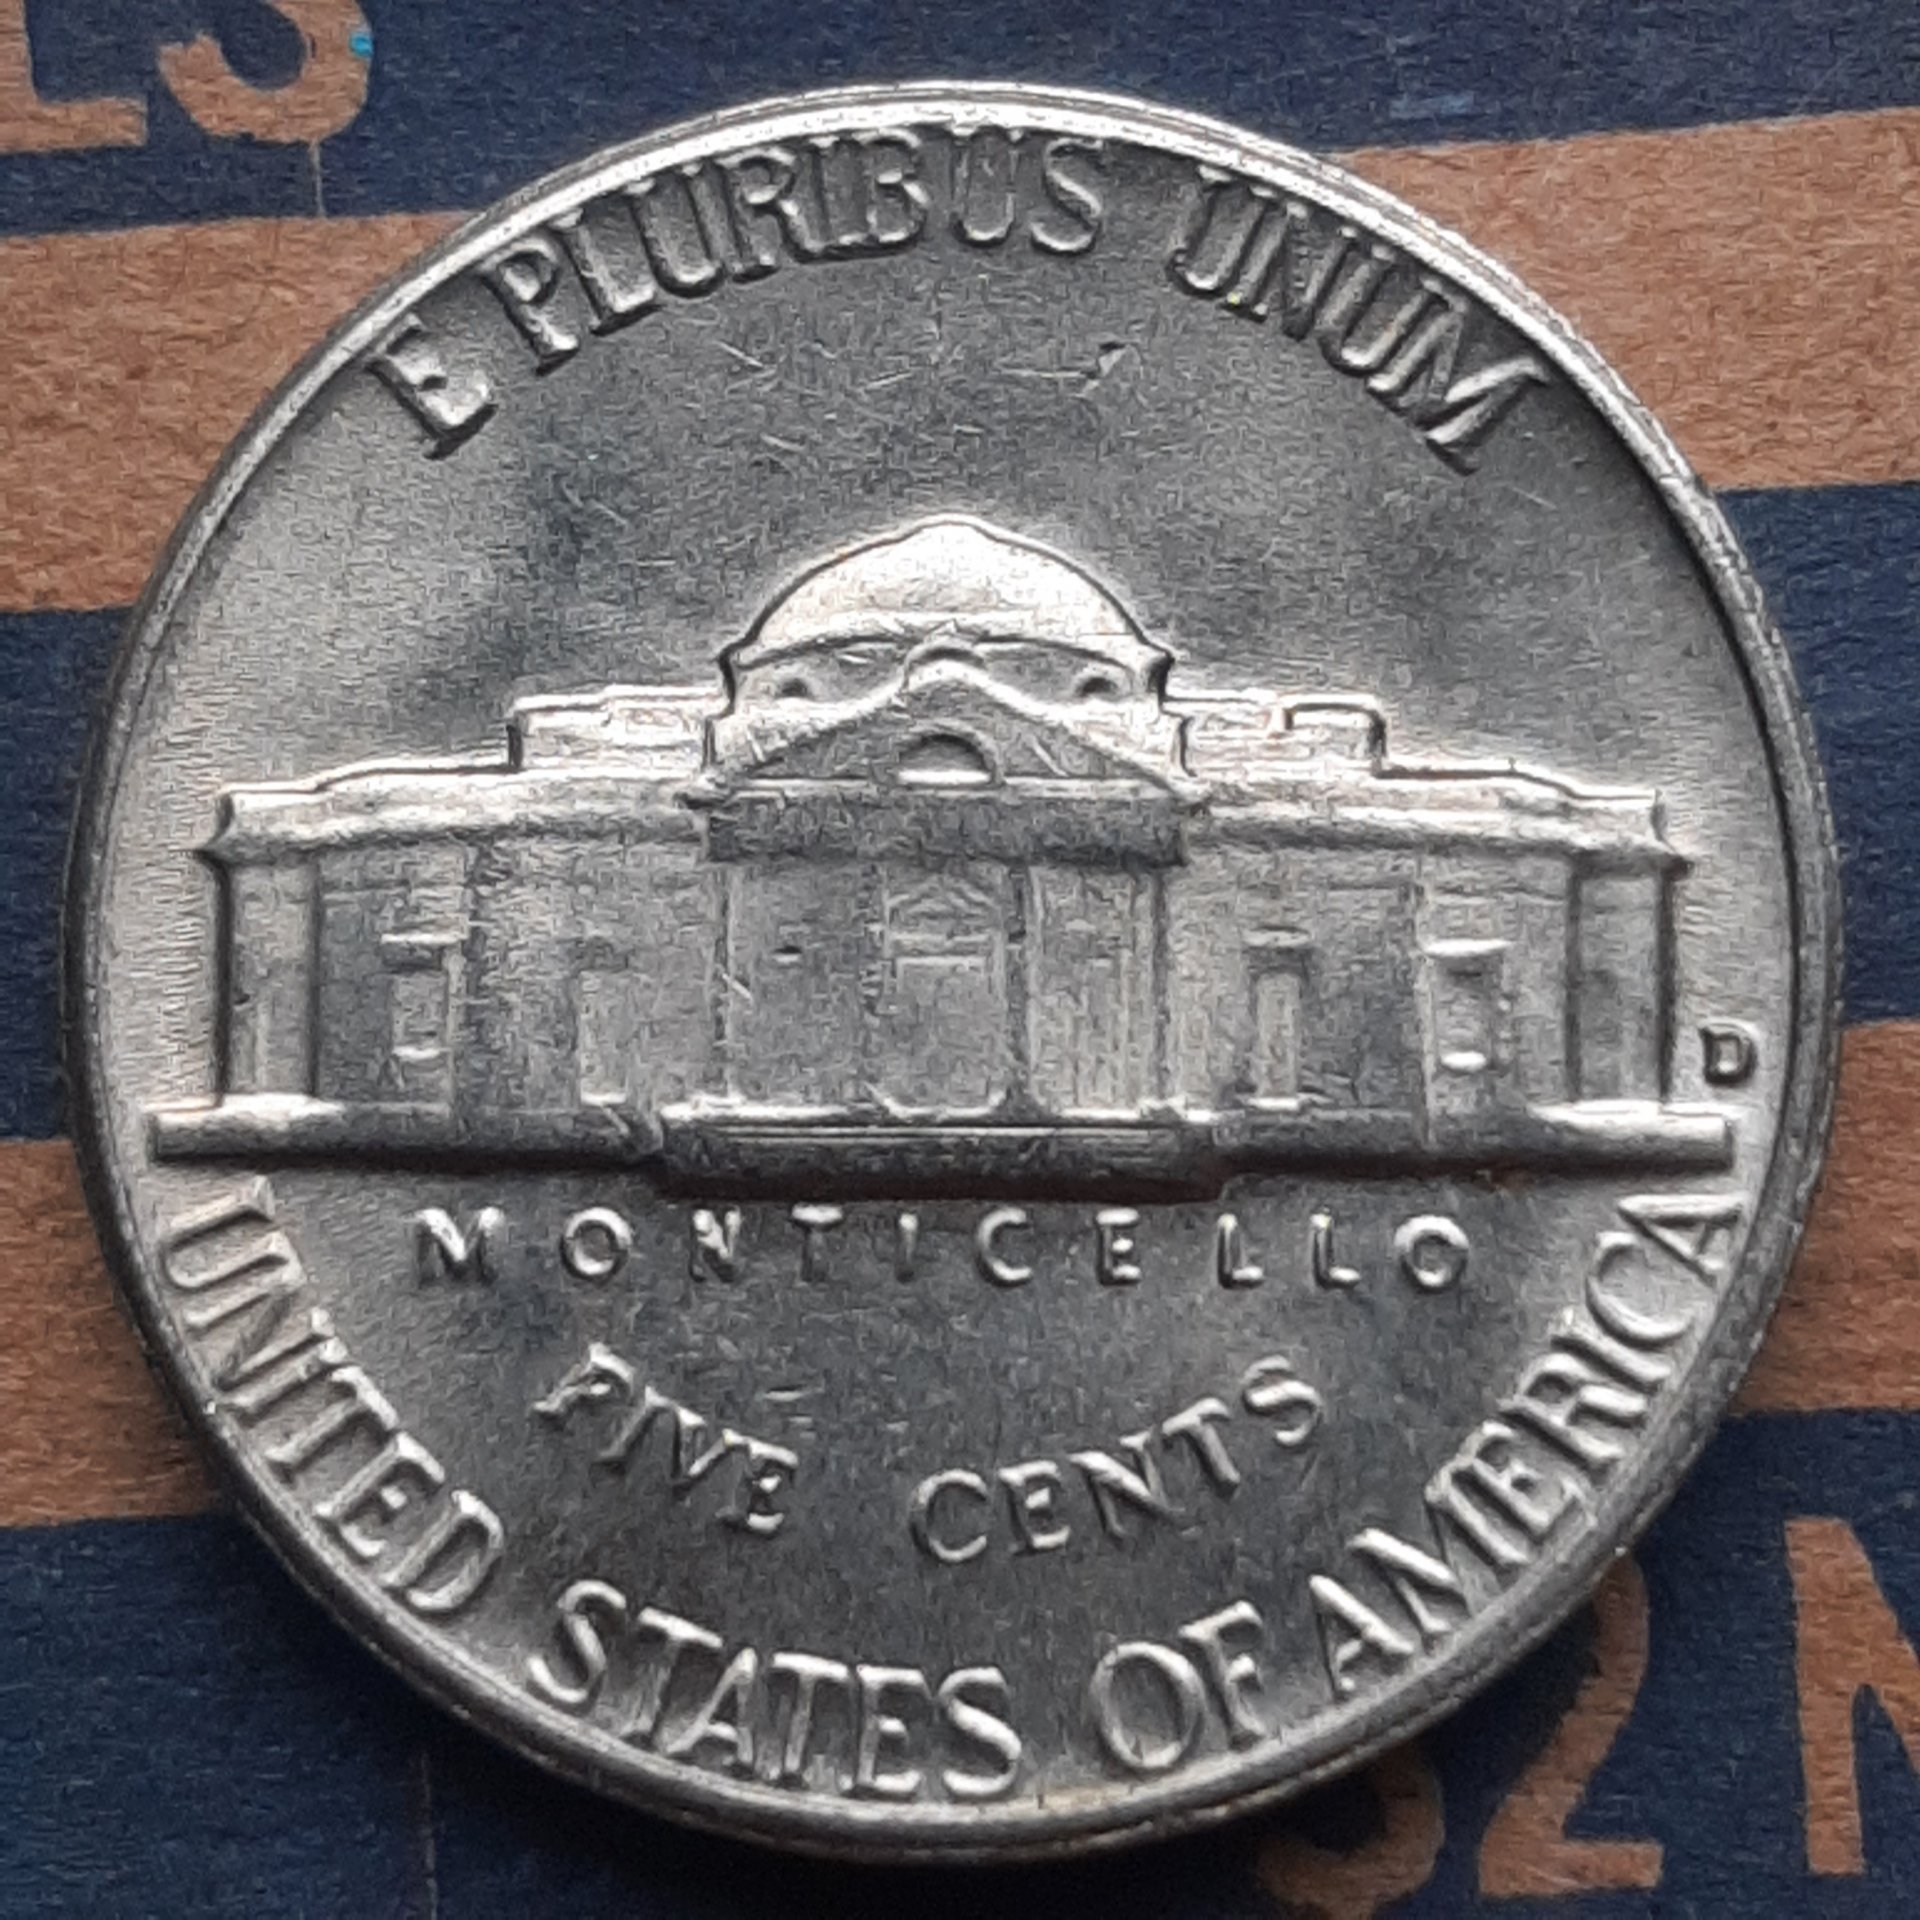 E PLURIBUS UNUM
D
MONTICELLO
FIVE CENTS
UNITED STATES OF AMERICA